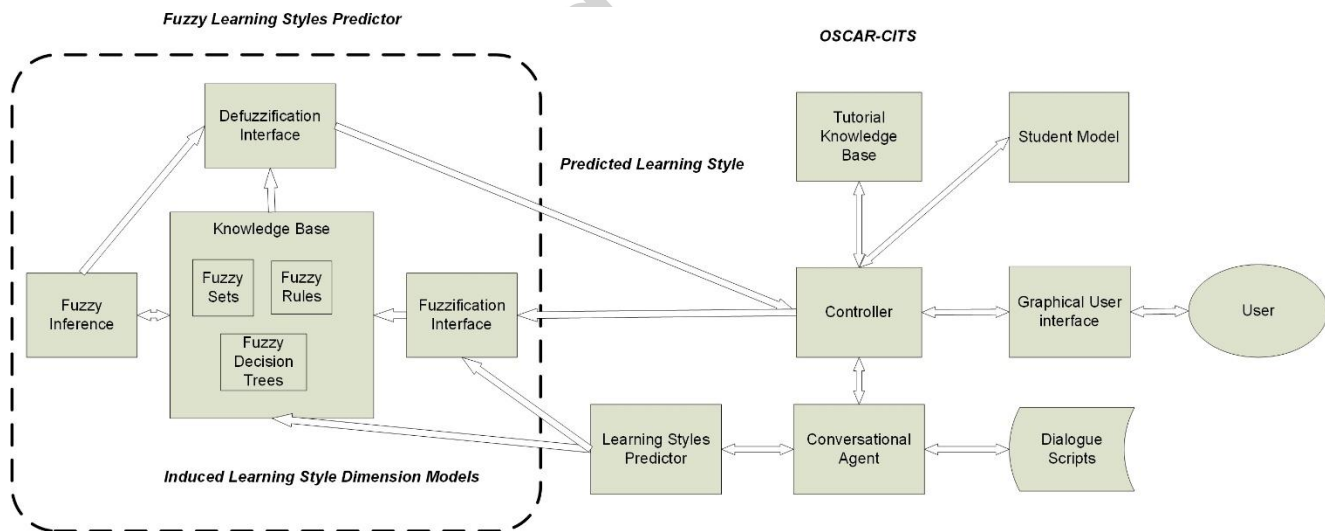 Fuzzy Learning Styles Predictor
OSCAR-CITS
Defuzzification
Interface
Tutorial
Knowledge
Base
Student Model
Predicted Learning Style
Knowledge Base
Fuzzy
Sets
Fuzzy
Rules
Fuzzy
Decision
Trees
Fuzzy
Inference
Fuzzification
Interface
Controller
Graphical User
interface
User
Learning Styles
Predictor
Conversational
Agent
Dialogue
Scripts
Induced Learning Style Dimension Models